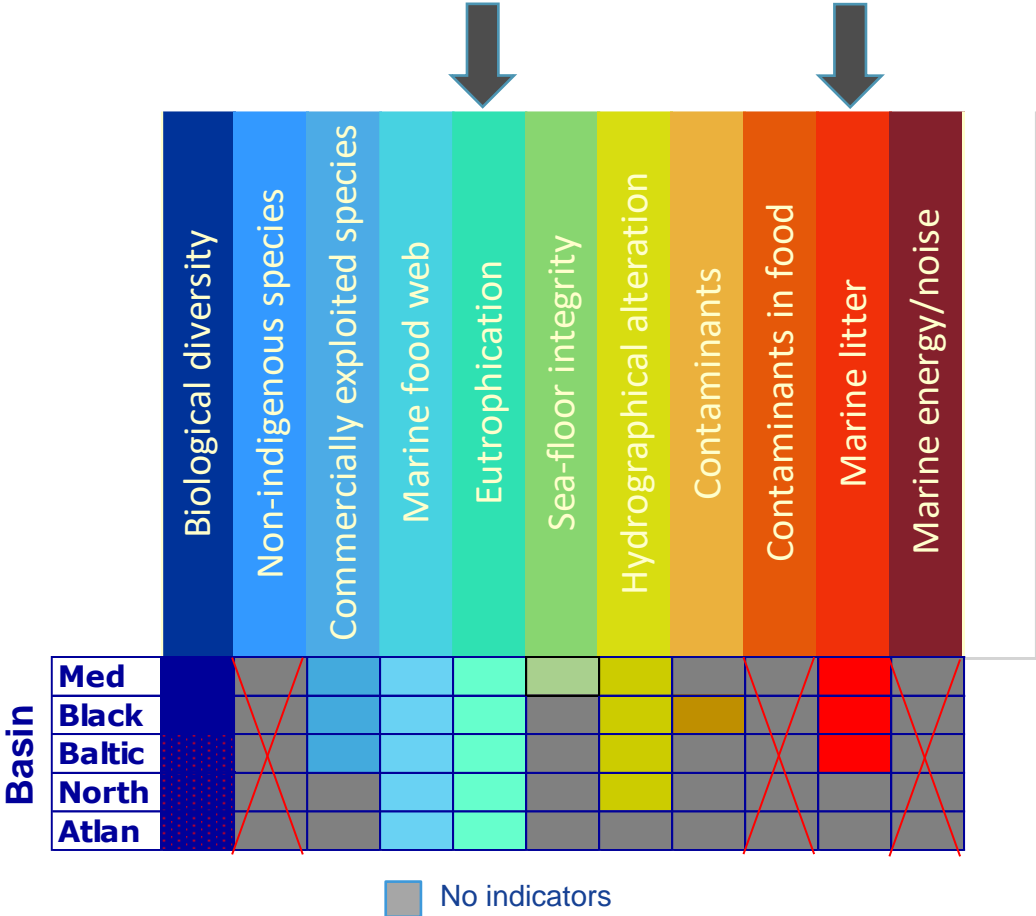 Biological diversity
Non-indigenous species
Commercially exploited species
Marine food web
Eutrophication
Sea-floor integrity
Hydrographical alteration
Contaminants
Contaminants in food
Marine litter
Marine energy/noise
Basin
Med
Black
Baltic
North
Atlan
No indicators